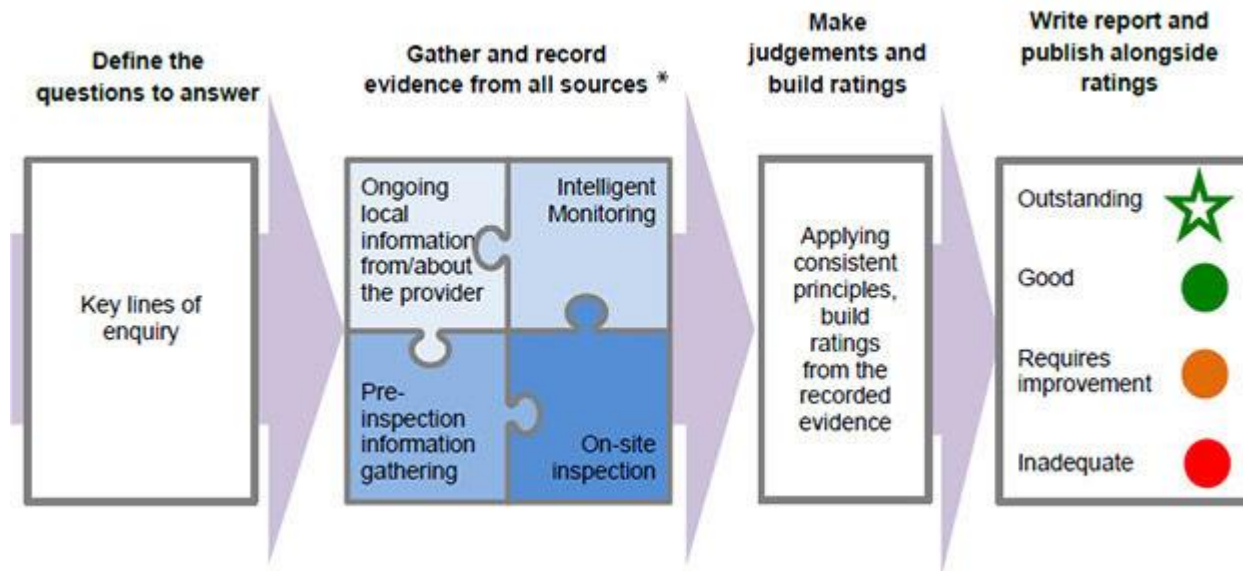 Define the
questions to answer
Gather and record
evidence from all sources *
Make
judgements and
build ratings
Write report and
publish alongside
ratings
Key lines of
enquiry
Ongoing
local
information
from/about
the provider
Intelligent
Monitoring
Pre-
inspection
information
gathering
On-site
inspection
Applying
consistent
principles,
build
ratings
from the
recorded
evidence
Outstanding
Good
Requires
improvement
Inadequate